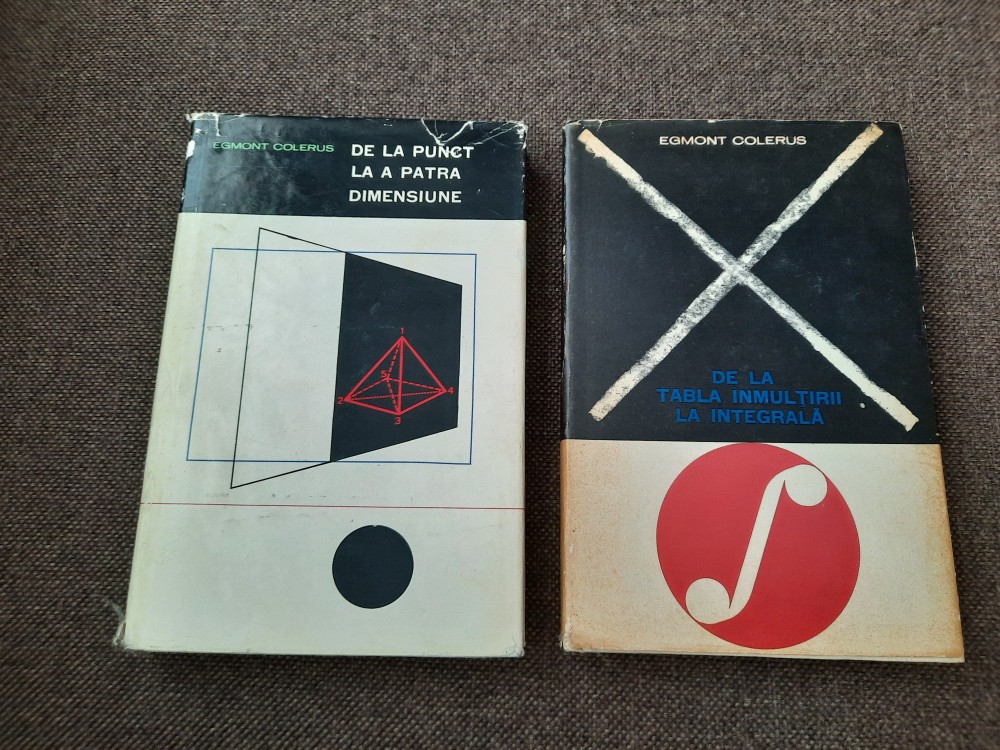 EGMONT COLERUS
DE LA PUNCT
LA A PATRA
DIMENSIUNE
1
5
2
4
3
EGMONT COLERUS
DE LA
TABLA ÎNMULȚIRII
LA INTEGRALĂ